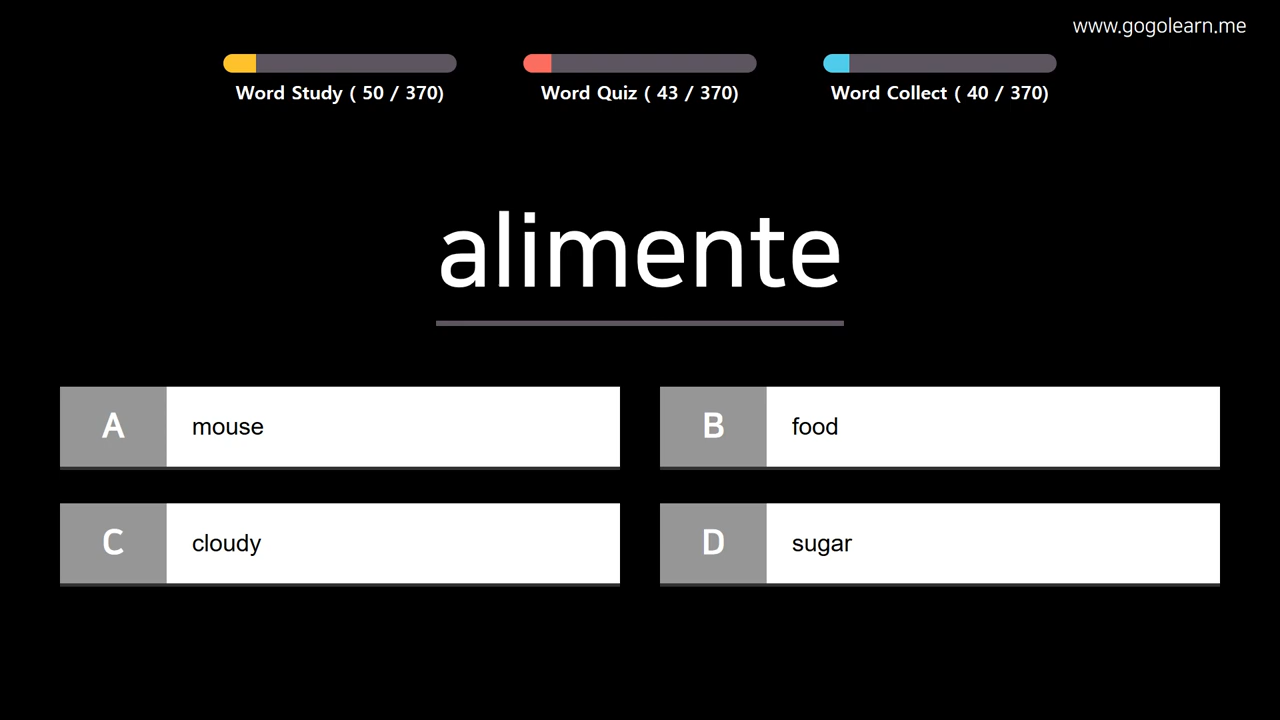 www.gogolearn.me
Word Study ( 50 / 370)
Word Quiz ( 43 / 370)
Word Collect ( 40 / 370)
alimente
A
mouse
B
food
C
cloudy
D
sugar